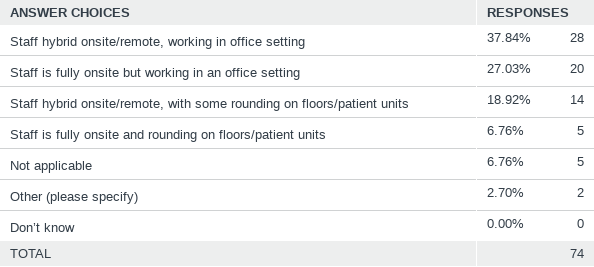 ANSWER CHOICES RESPONSES
Staff hybrid onsite/remote, working in office setting 37.84% 28
Staff is fully onsite but working in an office setting 27.03% 20
Staff hybrid onsite/remote, with some rounding on floors/patient units 18.92% 14
Staff is fully onsite and rounding on floors/patient units 6.76% 5
Not applicable 6.76% 5
Other (please specify) 2.70% 2
Don’t know 0.00% 0
TOTAL 74